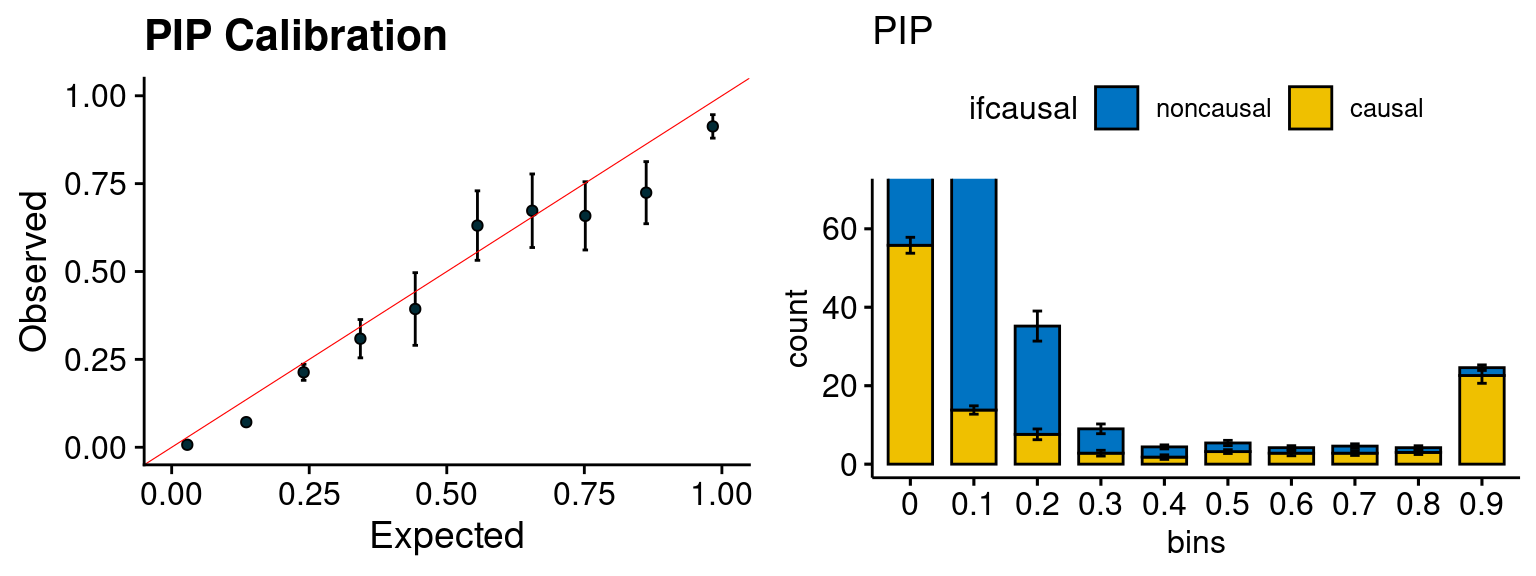 PIP Calibration
1.00
0.75
0.50
0.25
0.00
Observed
0.00 0.25 0.50 0.75 1.00
Expected
PIP
ifcausal noncausal causal
60
40
20
0
count
0 0.1 0.2 0.3 0.4 0.5 0.6 0.7 0.8 0.9
bins